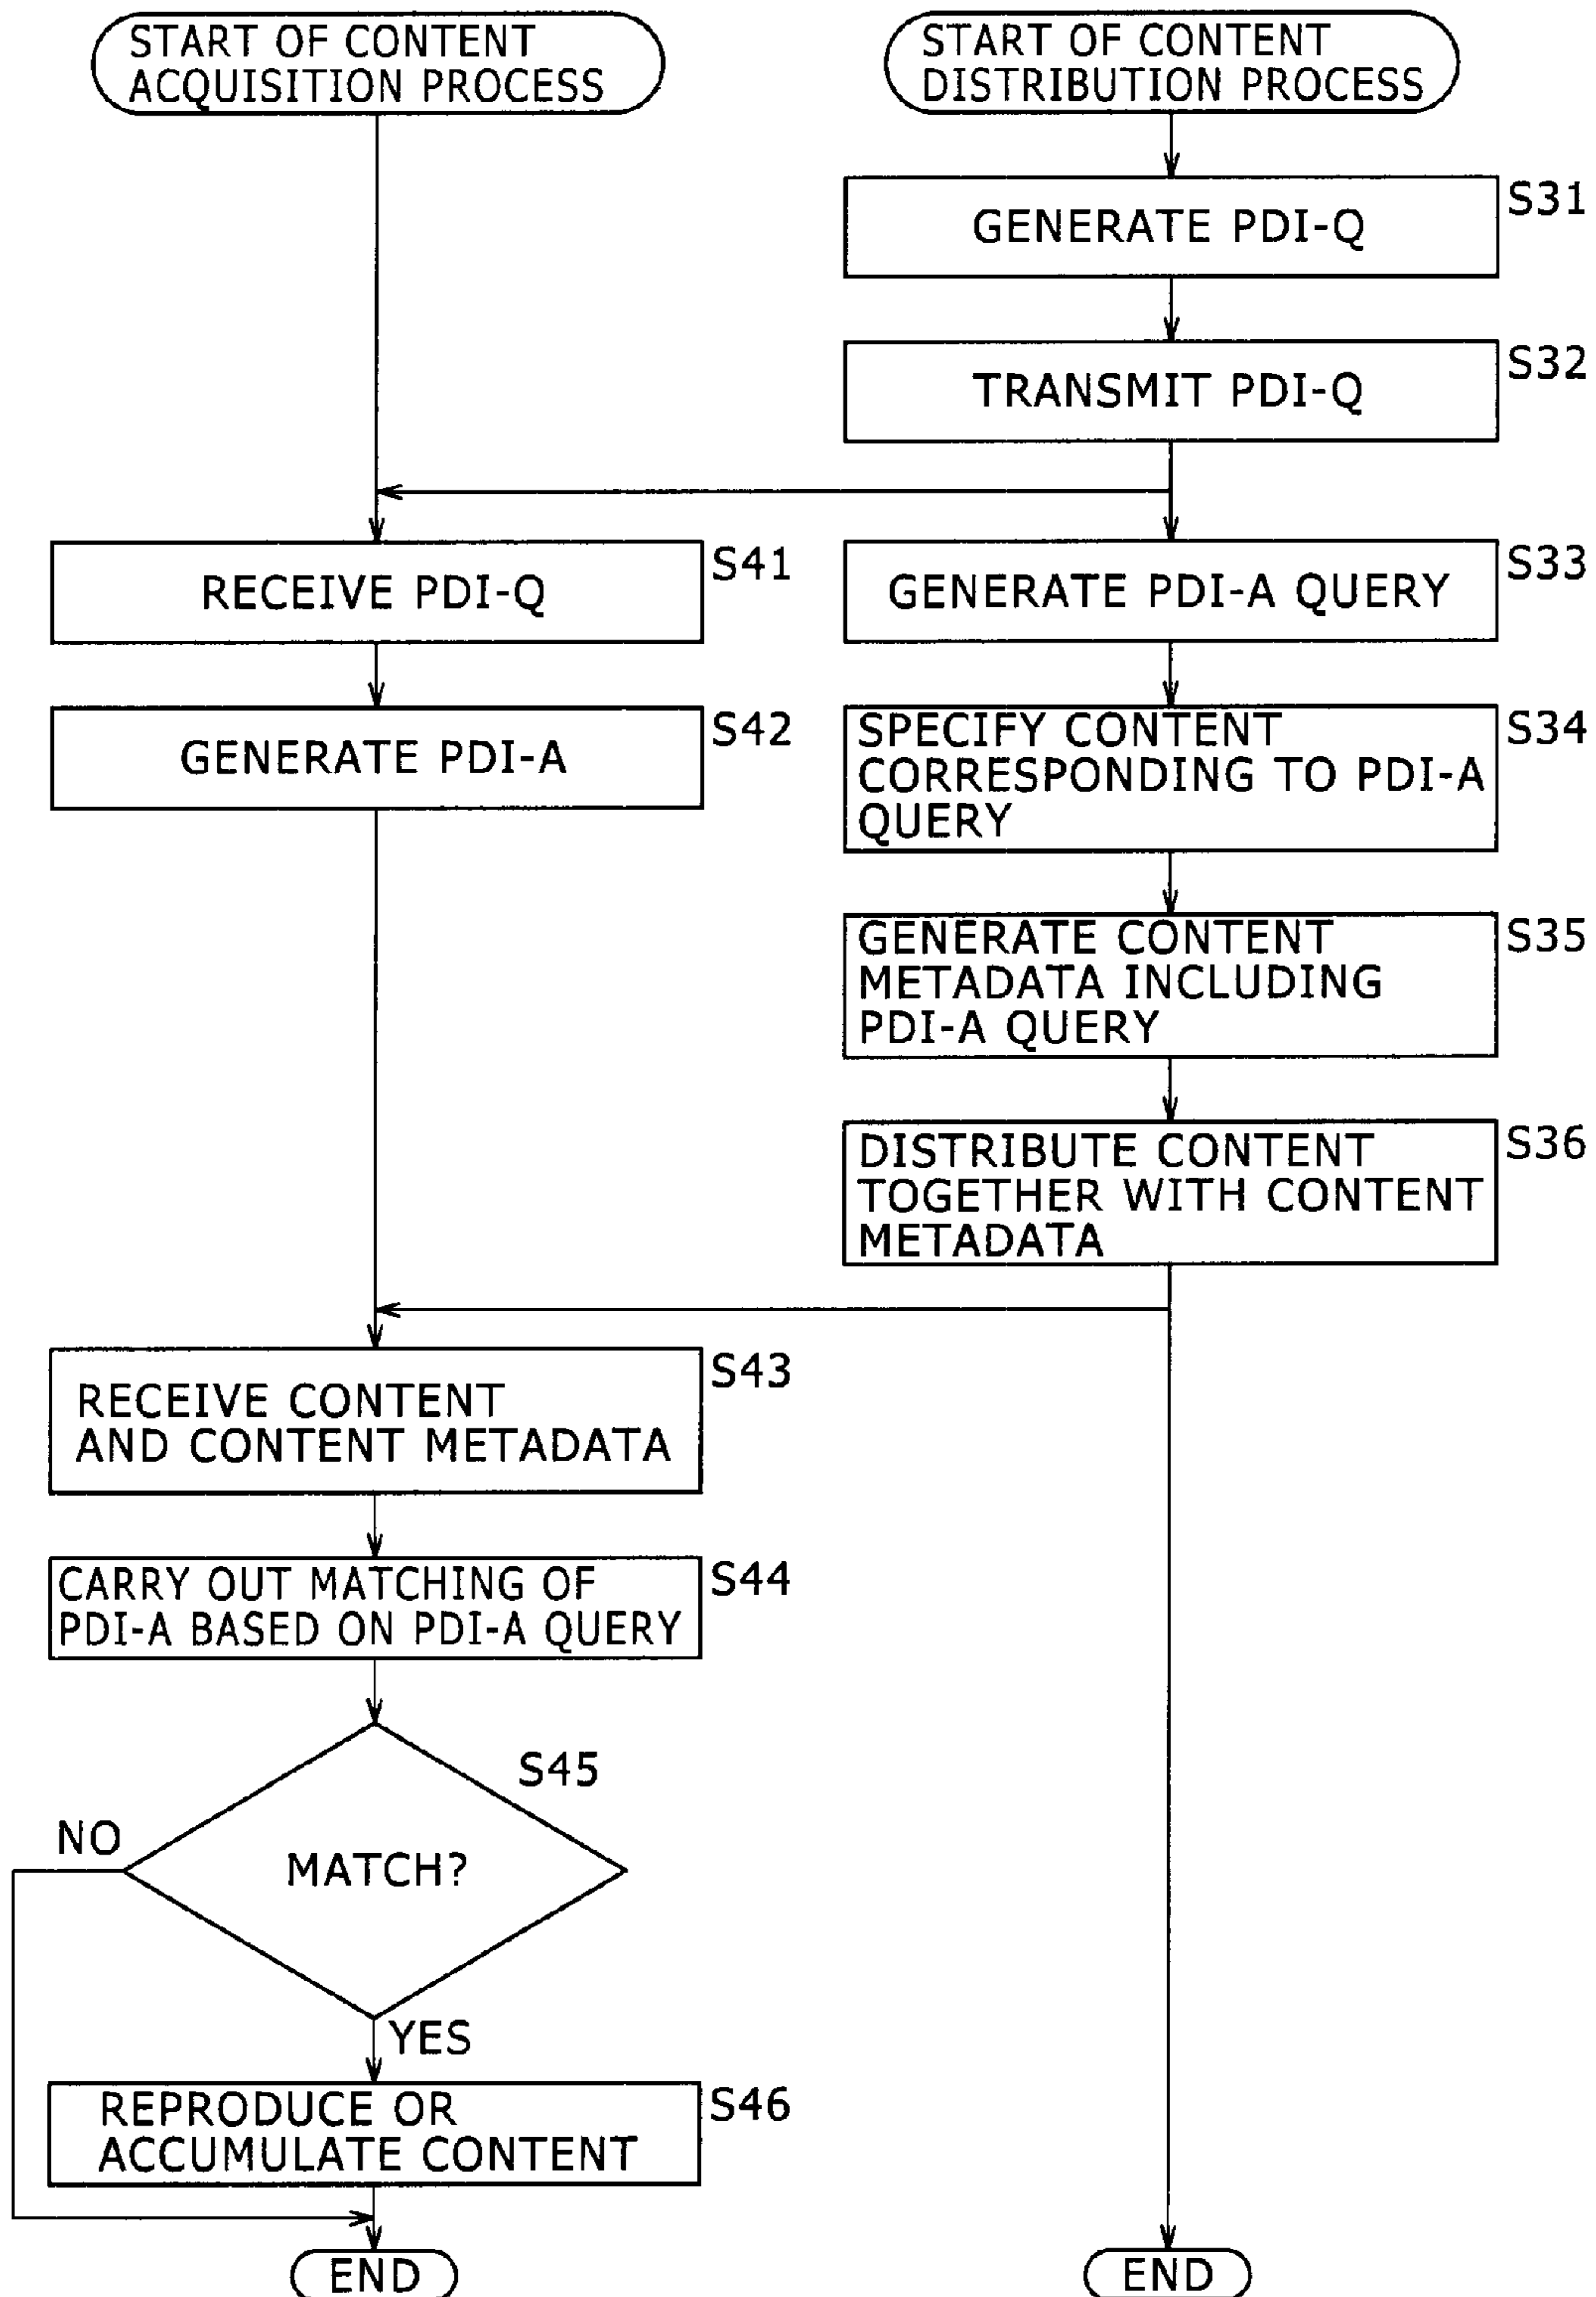 START OF CONTENT
ACQUISITION PROCESS
START OF CONTENT
DISTRIBUTION PROCESS
GENERATE PDI-Q
S31
TRANSMIT PDI-Q
S32
RECEIVE PDI-Q
S41
GENERATE PDI-A QUERY
S33
GENERATE PDI-A
S42
SPECIFY CONTENT
CORRESPONDING TO PDI-A
QUERY
S34
GENERATE CONTENT
METADATA INCLUDING
PDI-A QUERY
S35
DISTRIBUTE CONTENT
TOGETHER WITH CONTENT
METADATA
S36
RECEIVE CONTENT
AND CONTENT METADATA
S43
CARRY OUT MATCHING OF
PDI-A BASED ON PDI-A QUERY
S44
S45
NO
MATCH?
YES
REPRODUCE OR
ACCUMULATE CONTENT
S46
END
END